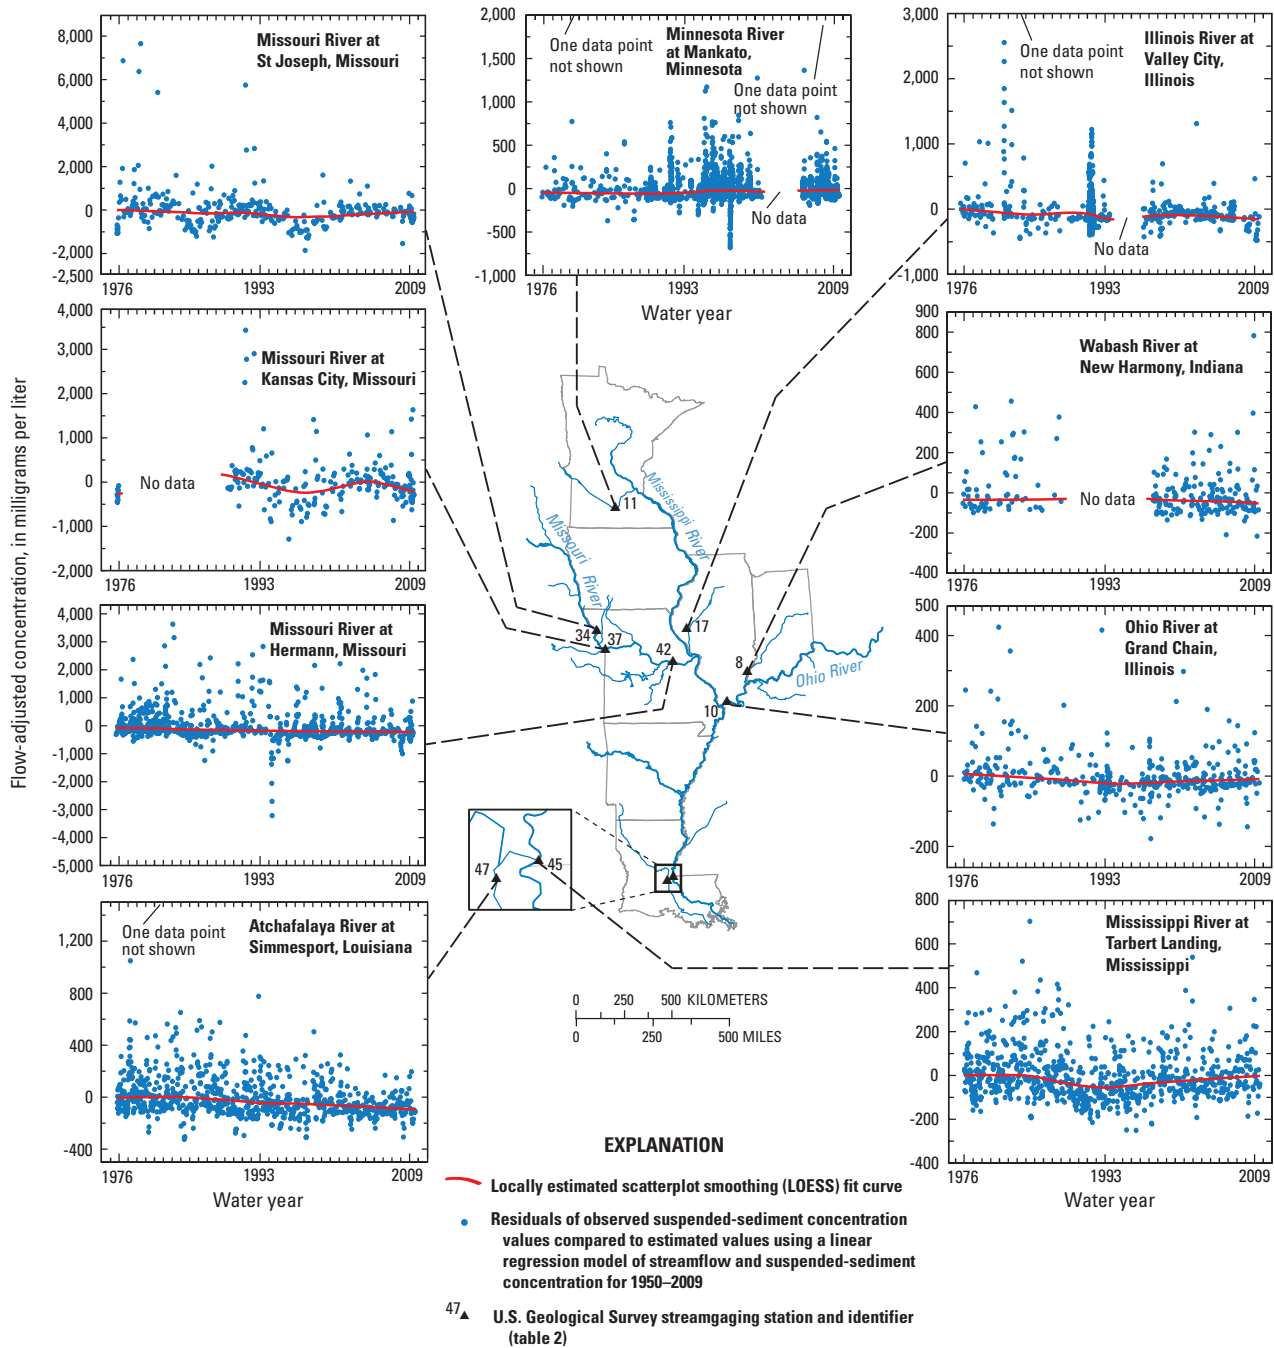 Flow-adjusted concentration, in milligrams per liter
Missouri River at
St Joseph, Missouri
8,000
6,000
4,000
2,000
0
-2,000
-2,500
1976
1993
2009
One data point
not shown
Minnesota River
at Mankato,
Minnesota
One data point
not shown
No data
2,000
1,500
1,000
500
0
-500
-1,000
1976
1993
2009
Water year
One data point
not shown
Illinois River at
Valley City,
Illinois
No data
3,000
2,000
1,000
0
-1,000
1976
1993
2009
Missouri River at
Kansas City, Missouri
No data
4,000
3,000
2,000
1,000
0
-1,000
-2,000
1976
1993
2009
Wabash River at
New Harmony, Indiana
No data
900
800
600
400
200
0
-200
-400
1976
1993
2009
Missouri River at
Hermann, Missouri
4,000
3,000
2,000
1,000
0
-1,000
-2,000
-3,000
-4,000
-5,000
1976
1993
2009
Ohio River at
Grand Chain,
Illinois
500
400
200
0
-200
1976
1993
2009
Mississippi River
Missouri River
Ohio River
11
17
34
37
42
8
10
47
45
One data point
not shown
Atchafalaya River at
Simmesport, Louisiana
1,200
800
400
0
-400
1976
1993
2009
Water year
Mississippi River at
Tarbert Landing,
Mississippi
800
600
400
200
0
-200
-400
1976
1993
2009
Water year
0 250 500 KILOMETERS
0 250 500 MILES
EXPLANATION
Locally estimated scatterplot smoothing (LOESS) fit curve
Residuals of observed suspended-sediment concentration
values compared to estimated values using a linear
regression model of streamflow and suspended-sediment
concentration for 1950–2009
47 U.S. Geological Survey streamgaging station and identifier
(table 2)